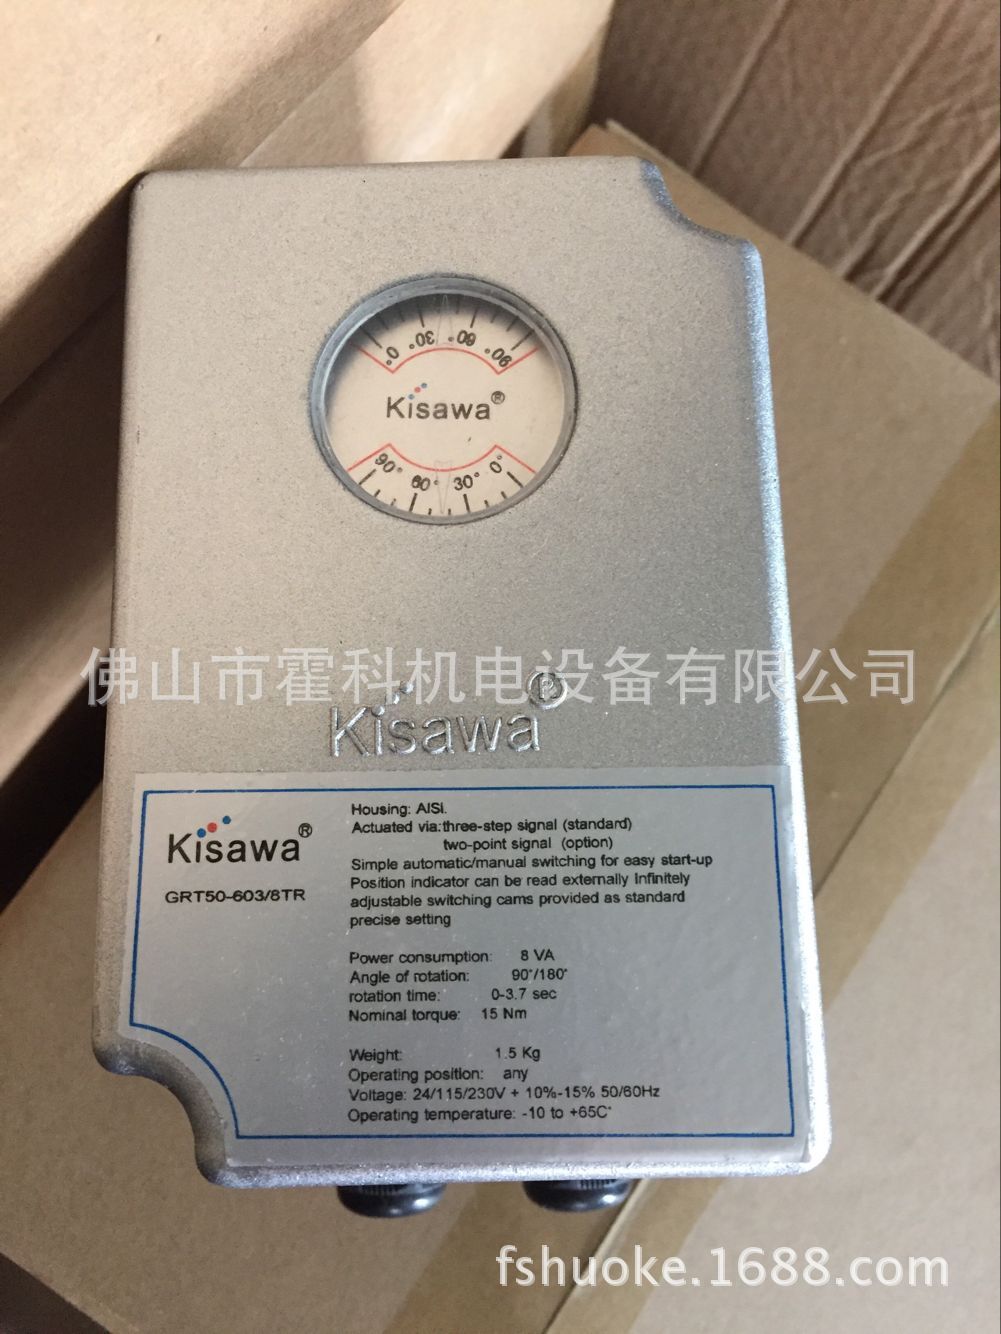 0° 30° 60° 90°
Kisawa®
90° 60° 30° 0°
佛山市霍科机电设备有限公司
Kisawa®
Kisawa®
GRT50-603/8TR
Housing: AlSi.
Actuated via:three-step signal (standard)
two-point signal (option)
Simple automatic/manual switching for easy start-up
Position indicator can be read externally Infinitely
adjustable switching cams provided as standard
precise setting
Power consumption: 8 VA
Angle of rotation: 90°/180°
rotation time: 0-3.7 sec
Nominal torque: 15 Nm
Weight: 1.5 Kg
Operating position: any
Voltage: 24/115/230V + 10%-15% 50/60Hz
Operating temperature: -10 to +65C°
fshuoke.1688.com